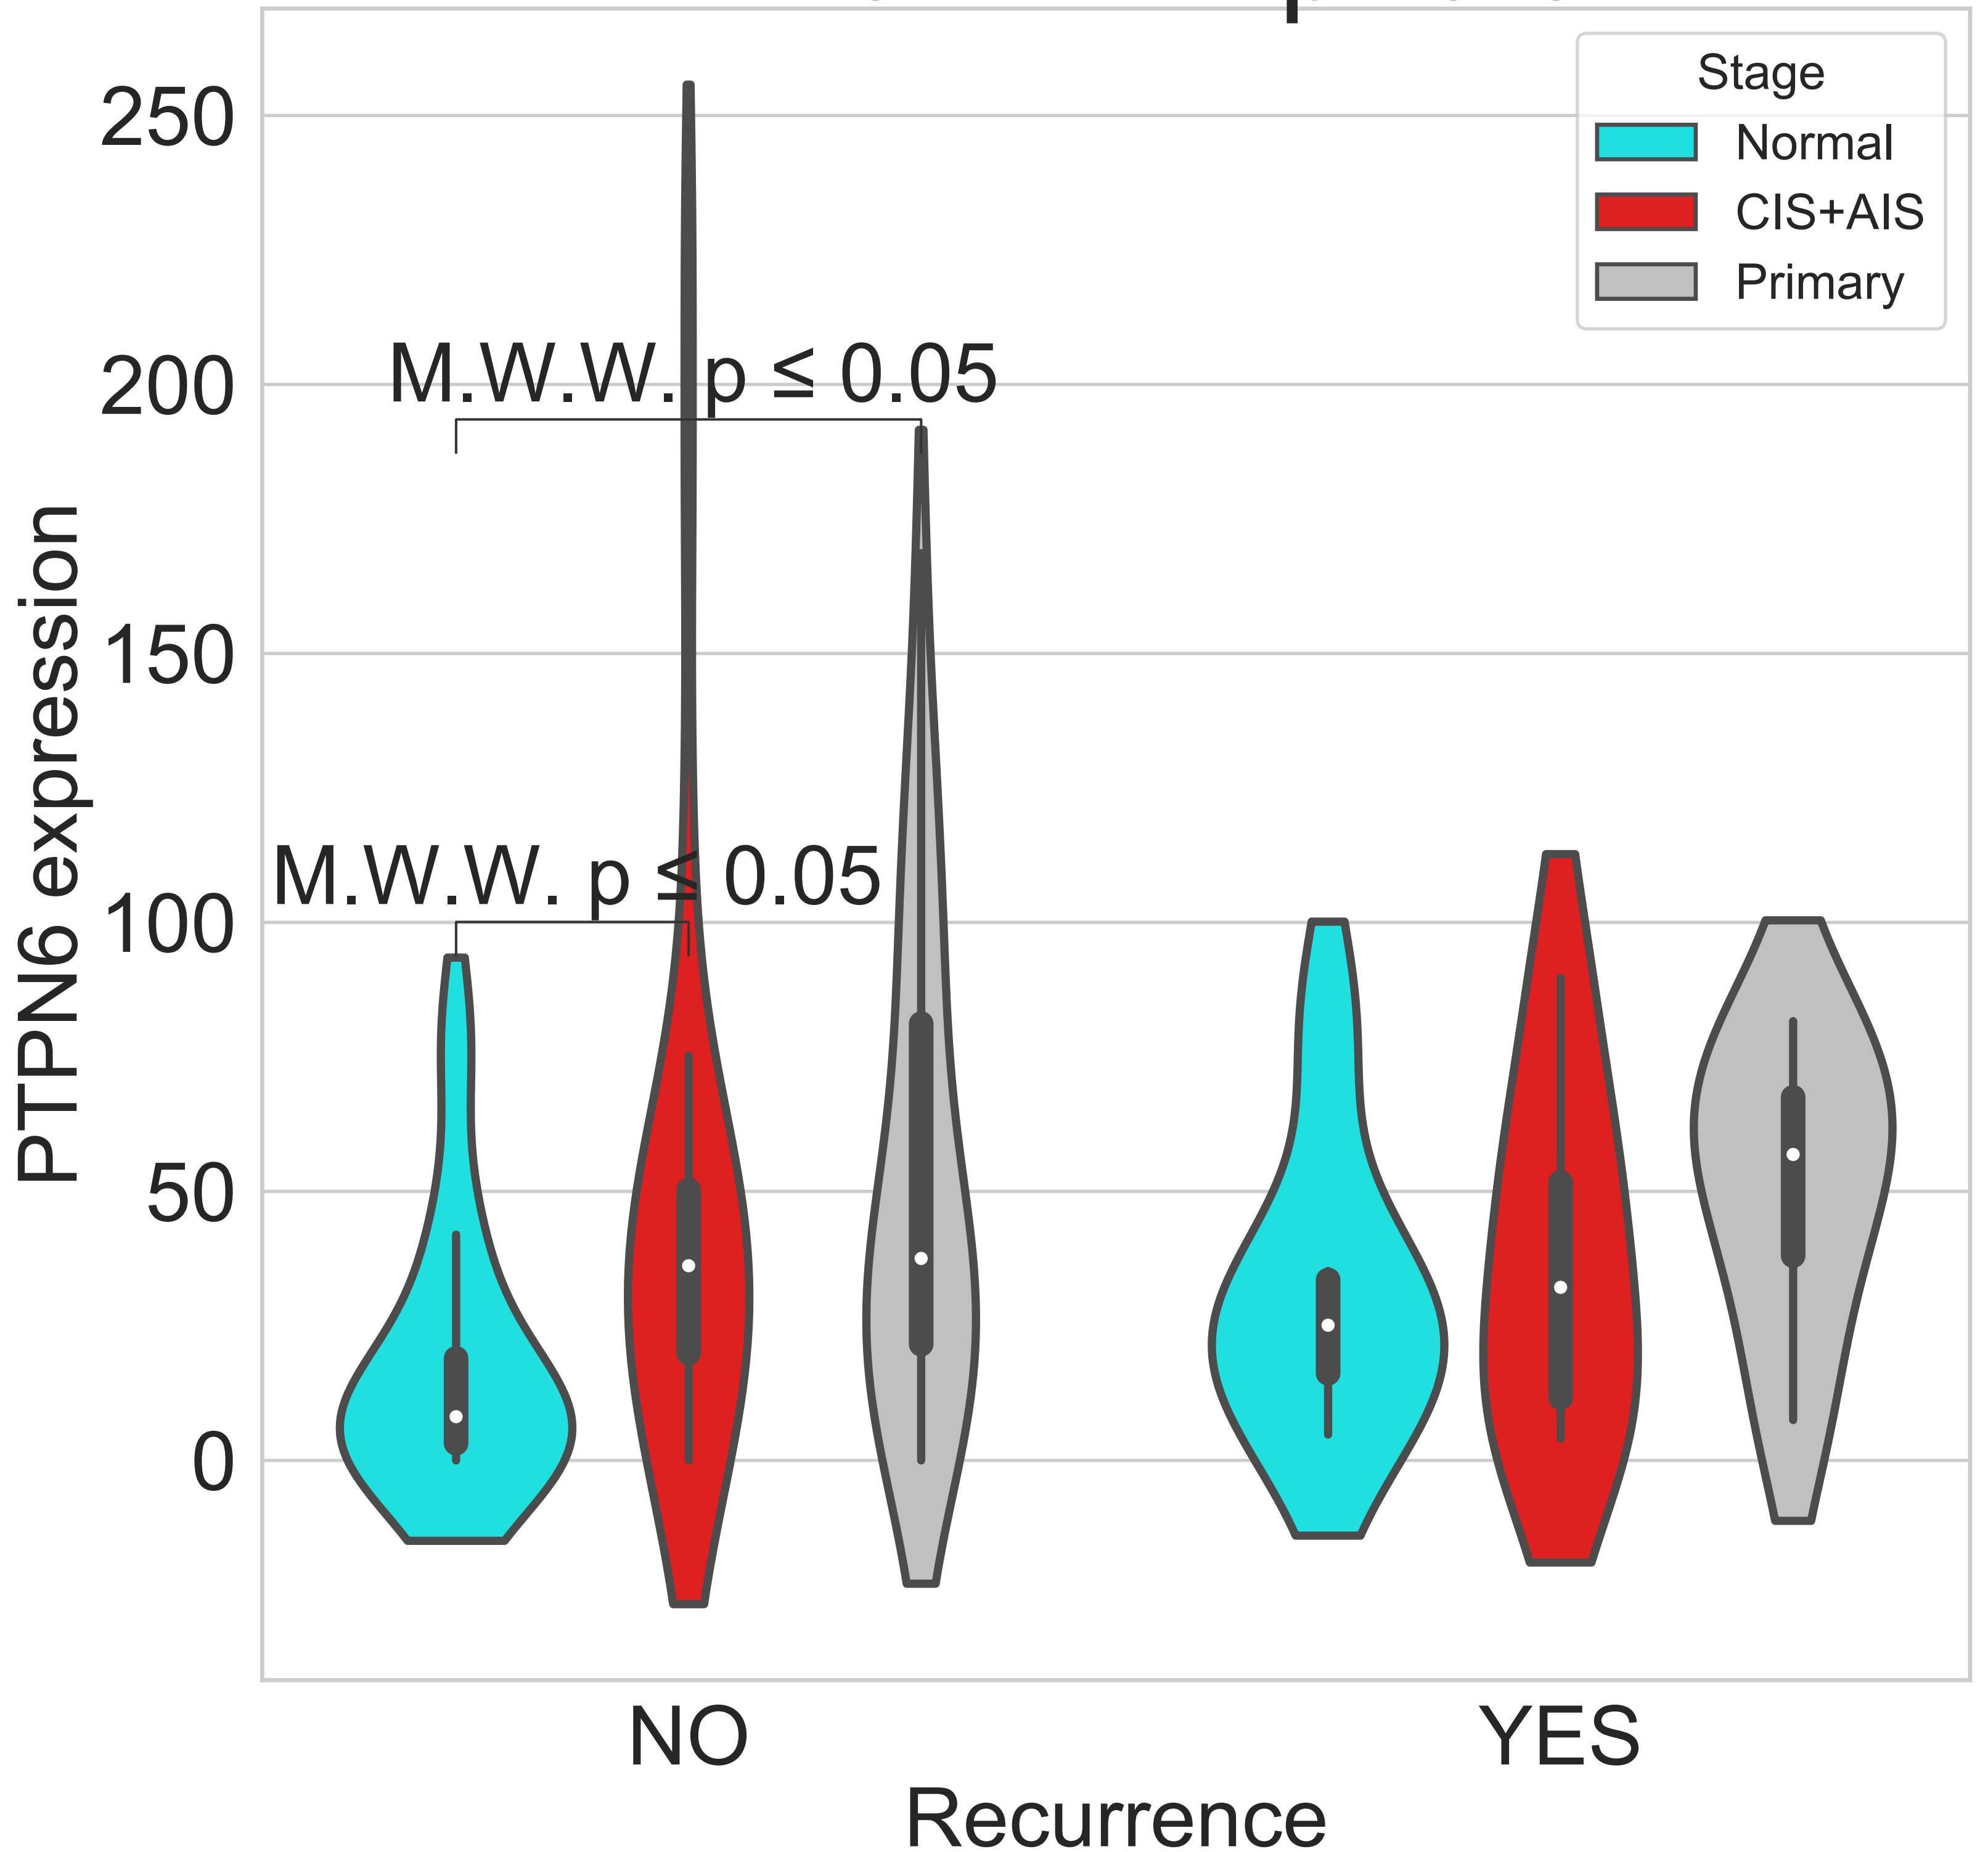 Stage
Normal
CIS+AIS
Primary
250
200
150
100
50
0
PTPN6 expression
M.W.W. p ≤ 0.05
M.W.W. p ≤ 0.05
NO
YES
Recurrence